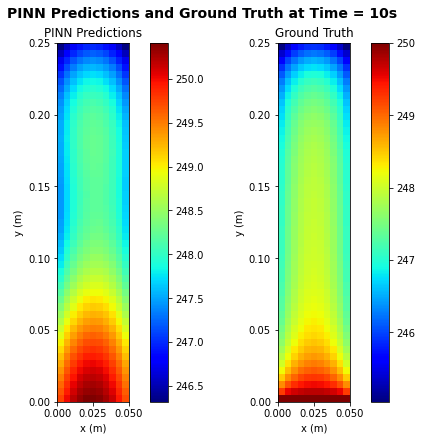 PINN Predictions and Ground Truth at Time = 10s
PINN Predictions
Ground Truth
0.25
0.20
0.15
0.10
0.05
0.00
y (m)
0.000 0.025 0.050
x (m)
250.0
249.5
249.0
248.5
248.0
247.5
247.0
246.5
0.25
0.20
0.15
0.10
0.05
0.00
y (m)
0.000 0.025 0.050
x (m)
250
249
248
247
246